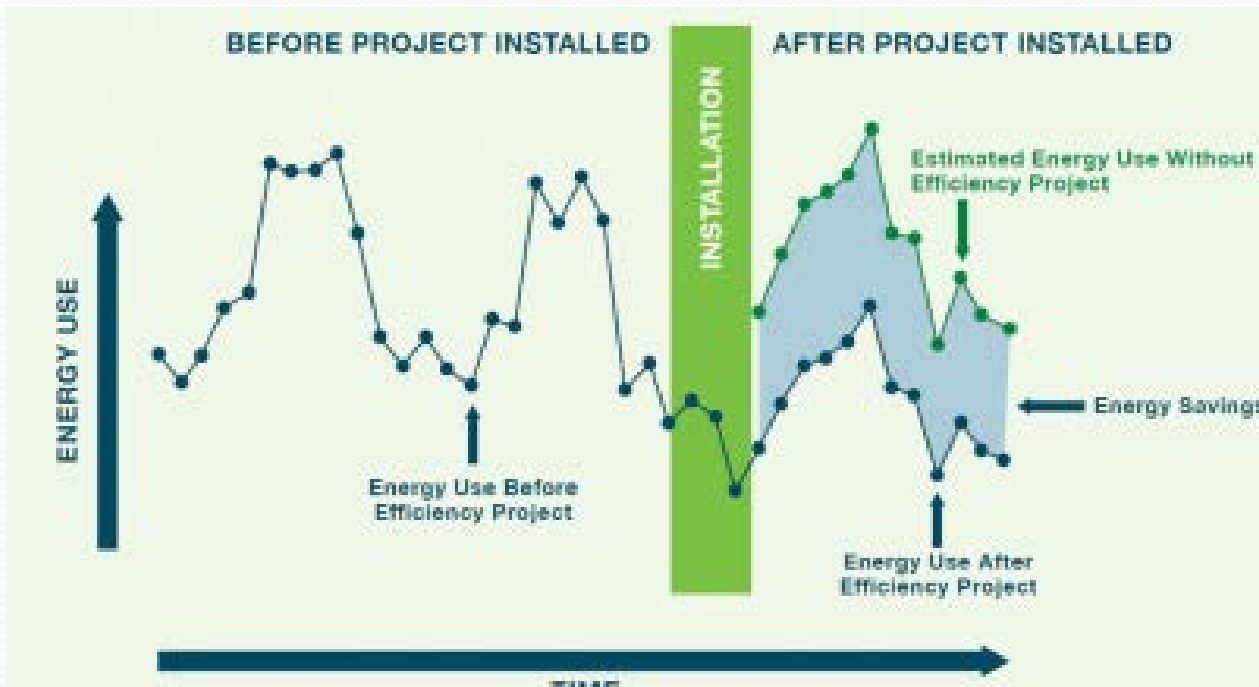 BEFORE PROJECT INSTALLED
INSTALLATION
AFTER PROJECT INSTALLED
Estimated Energy Use Without
Efficiency Project
ENERGY USE
Energy Savings
Energy Use Before
Efficiency Project
Energy Use After
Efficiency Project
TIME